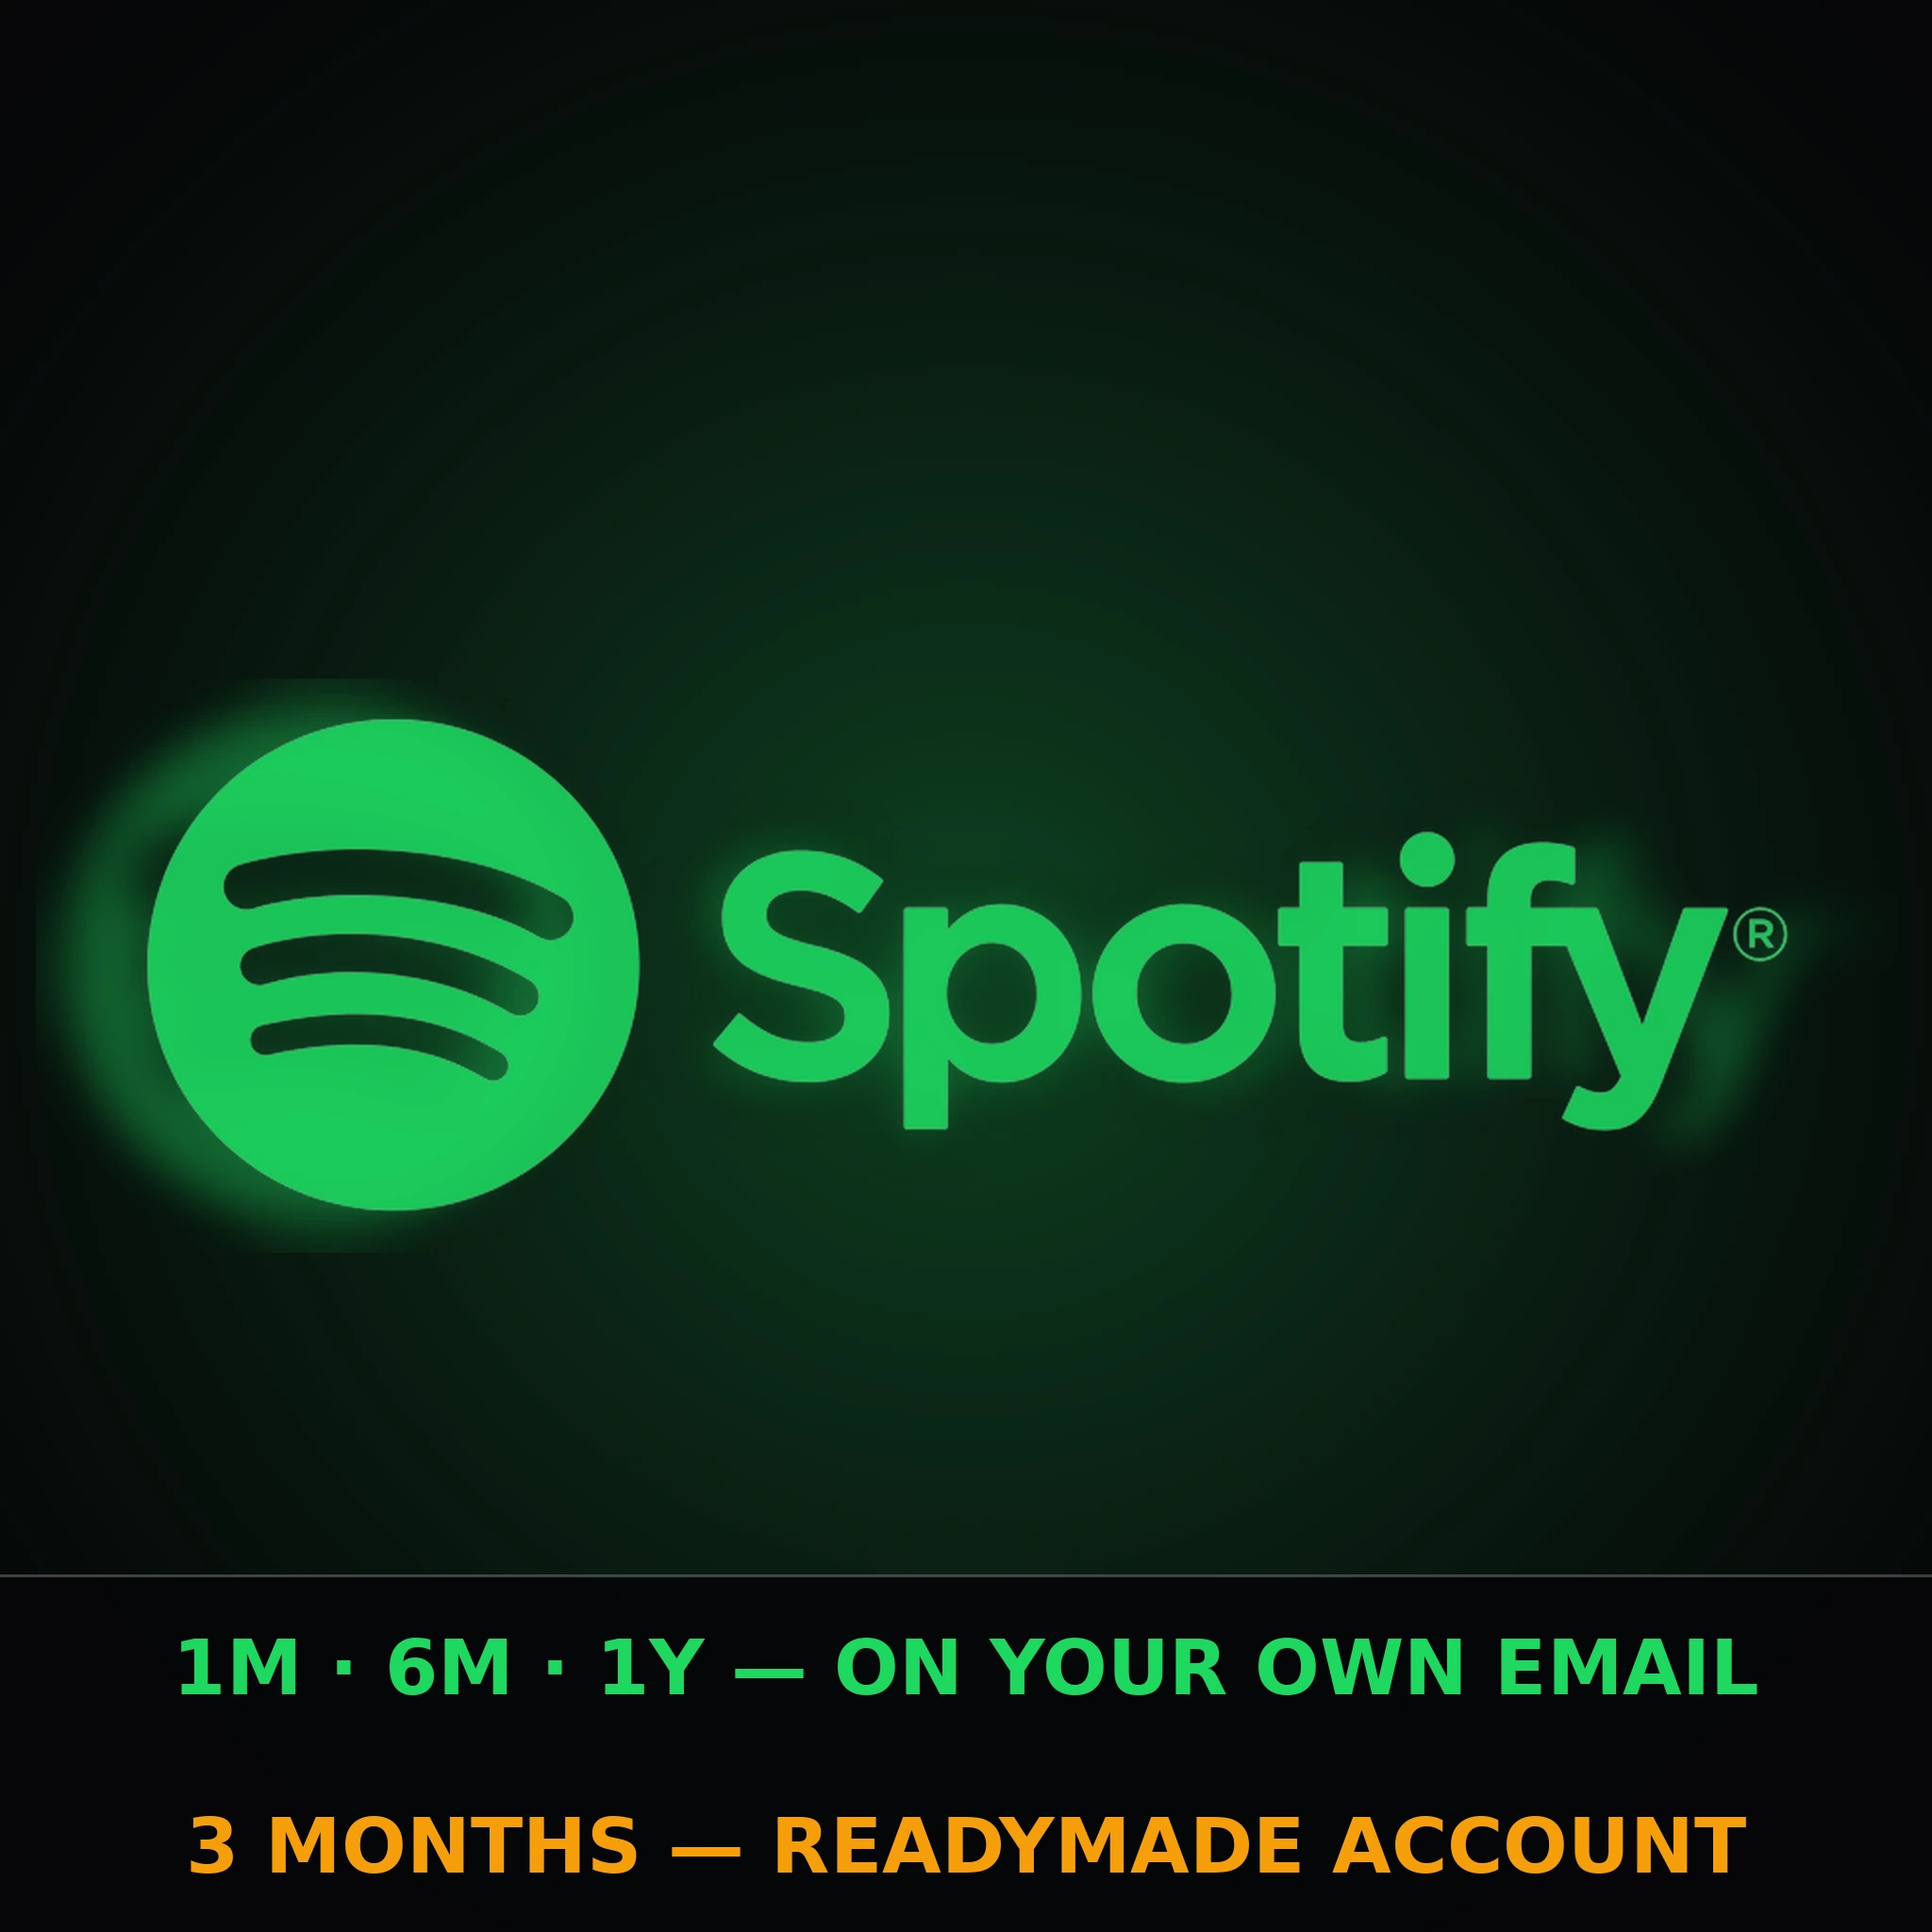 Spotify®
1M · 6M · 1Y — ON YOUR OWN EMAIL
3 MONTHS — READYMADE ACCOUNT